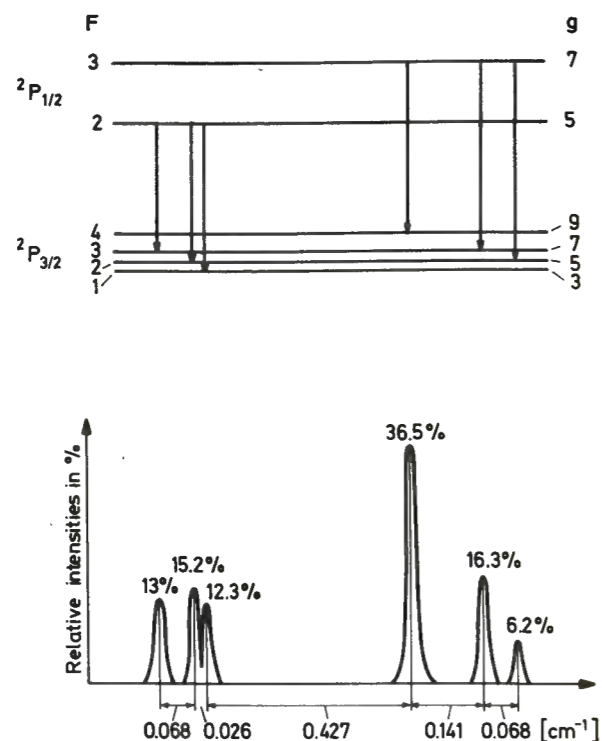 F g
3 7
²P₁/₂
2 5
4 9
²P₃/₂
3 7
2 5
1 3
Relative intensities in %
36.5%
15.2%
13% 12.3%
16.3%
6.2%
0.068 0.026 0.427 0.141 0.068 [cm⁻¹]